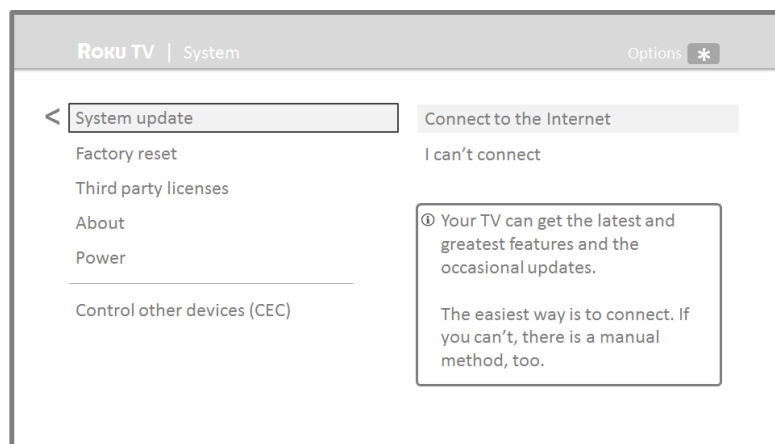 Roku TV | System
Options *
< System update
Factory reset
Third party licenses
About
Power
Control other devices (CEC)
Connect to the Internet
I can't connect
ⓘ Your TV can get the latest and
greatest features and the
occasional updates.
The easiest way is to connect. If
you can't, there is a manual
method, too.